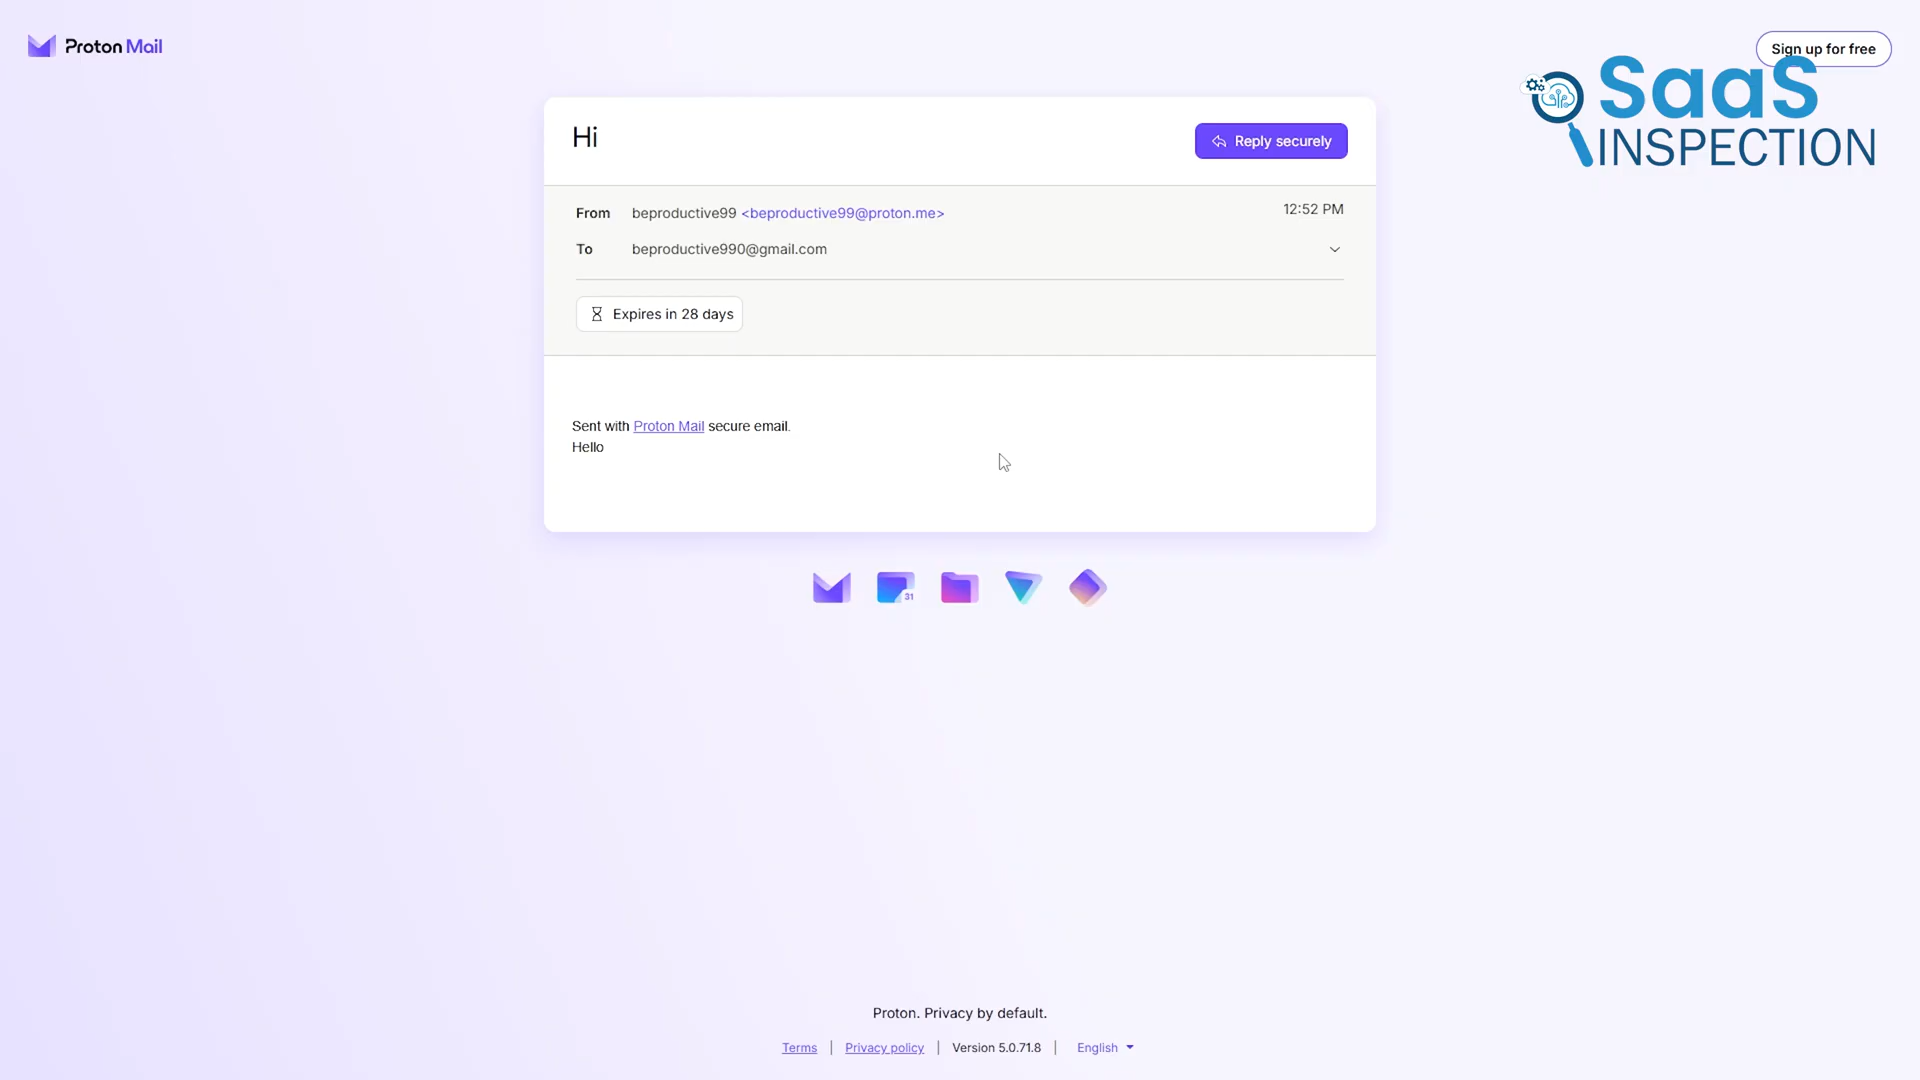 Proton Mail
Sign up for free
SaaS
INSPECTION
Hi
Reply securely
From beproductive99 <beproductive99@proton.me> 12:52 PM
To beproductive990@gmail.com
Expires in 28 days
Sent with Proton Mail secure email.
Hello
31
Proton. Privacy by default.
Terms | Privacy policy | Version 5.0.71.8 | English